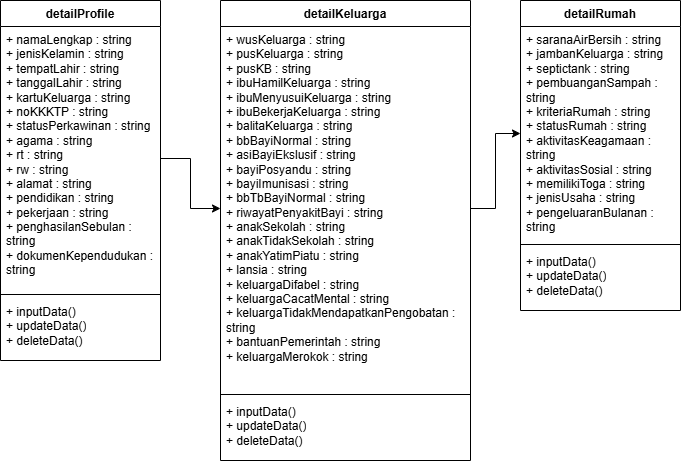 detailProfile
+ namaLengkap : string
+ jenisKelamin : string
+ tempatLahir : string
+ tanggalLahir : string
+ kartuKeluarga : string
+ noKKKTP : string
+ statusPerkawinan : string
+ agama : string
+ rt : string
+ rw : string
+ alamat : string
+ pendidikan : string
+ pekerjaan : string
+ penghasilanSebulan :
string
+ dokumenKependudukan :
string
+ inputData()
+ updateData()
+ deleteData()
detailKeluarga
+ wusKeluarga : string
+ pusKeluarga : string
+ pusKB : string
+ ibuHamilKeluarga : string
+ ibuMenyusuiKeluarga : string
+ ibuBekerjaKeluarga : string
+ balitaKeluarga : string
+ bbBayiNormal : string
+ asiBayiEkslusif : string
+ bayiPosyandu : string
+ bayiImunisasi : string
+ bbTbBayiNormal : string
+ riwayatPenyakitBayi : string
+ anakSekolah : string
+ anakTidakSekolah : string
+ anakYatimPiatu : string
+ lansia : string
+ keluargaDifabel : string
+ keluargaCacatMental : string
+ keluargaTidakMendapatkanPengobatan :
string
+ bantuanPemerintah : string
+ keluargaMerokok : string
+ inputData()
+ updateData()
+ deleteData()
detailRumah
+ saranaAirBersih : string
+ jambanKeluarga : string
+ septictank : string
+ pembuanganSampah :
string
+ kriteriaRumah : string
+ statusRumah : string
+ aktivitasKeagamaan :
string
+ aktivitasSosial : string
+ memilikiToga : string
+ jenisUsaha : string
+ pengeluaranBulanan :
string
+ inputData()
+ updateData()
+ deleteData()